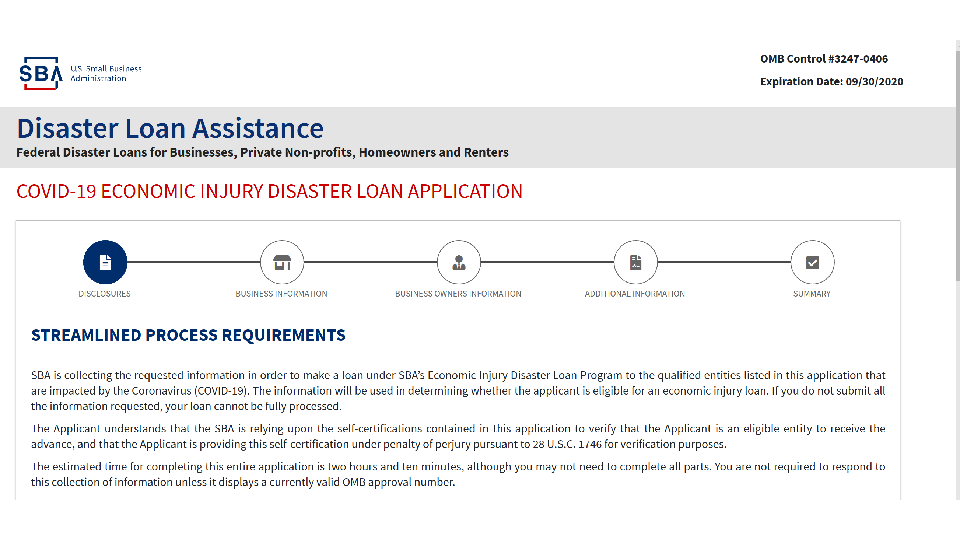 SBA
U.S. Small Business
Administration
OMB Control #3247-0406
Expiration Date: 09/30/2020
Disaster Loan Assistance
Federal Disaster Loans for Businesses, Private Non-profits, Homeowners and Renters
COVID-19 ECONOMIC INJURY DISASTER LOAN APPLICATION
DISCLOSURES
BUSINESS INFORMATION
BUSINESS OWNERS INFORMATION
ADDITIONAL INFORMATION
SUMMARY
STREAMLINED PROCESS REQUIREMENTS
SBA is collecting the requested information in order to make a loan under SBA's Economic Injury Disaster Loan Program to the qualified entities listed in this application that
are impacted by the Coronavirus (COVID-19). The information will be used in determining whether the applicant is eligible for an economic injury loan. If you do not submit all
the information requested, your loan cannot be fully processed.
The Applicant understands that the SBA is relying upon the self-certifications contained in this application to verify that the Applicant is an eligible entity to receive the
advance, and that the Applicant is providing this self-certification under penalty of perjury pursuant to 28 U.S.C. 1746 for verification purposes.
The estimated time for completing this entire application is two hours and ten minutes, although you may not need to complete all parts. You are not required to respond to
this collection of information unless it displays a currently valid OMB approval number.